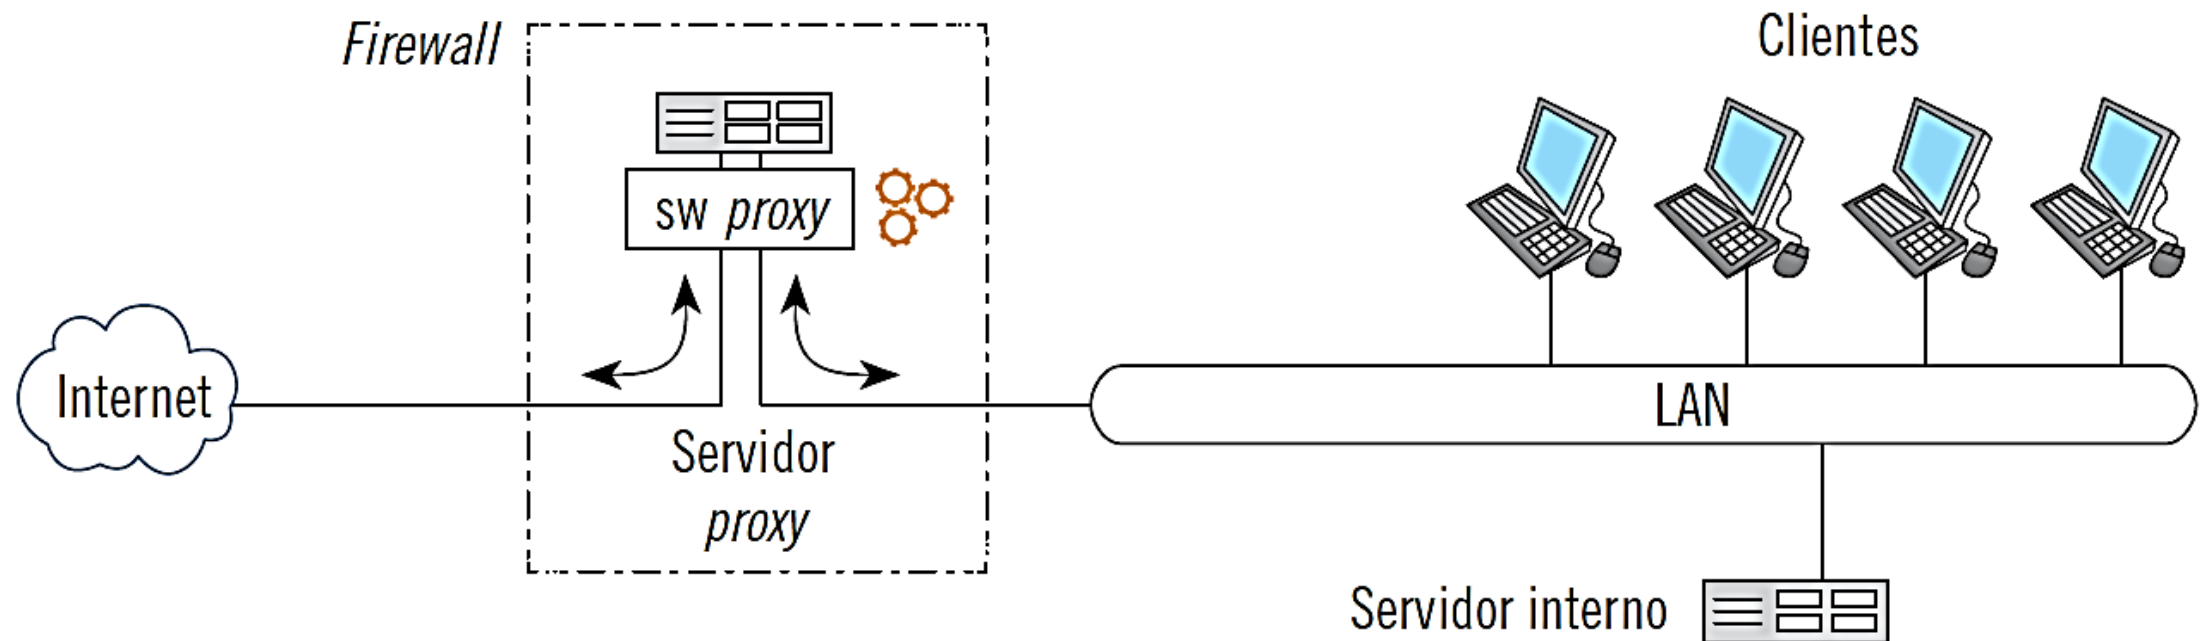 Firewall
Clientes
sw proxy
Internet
LAN
Servidor
proxy
Servidor interno